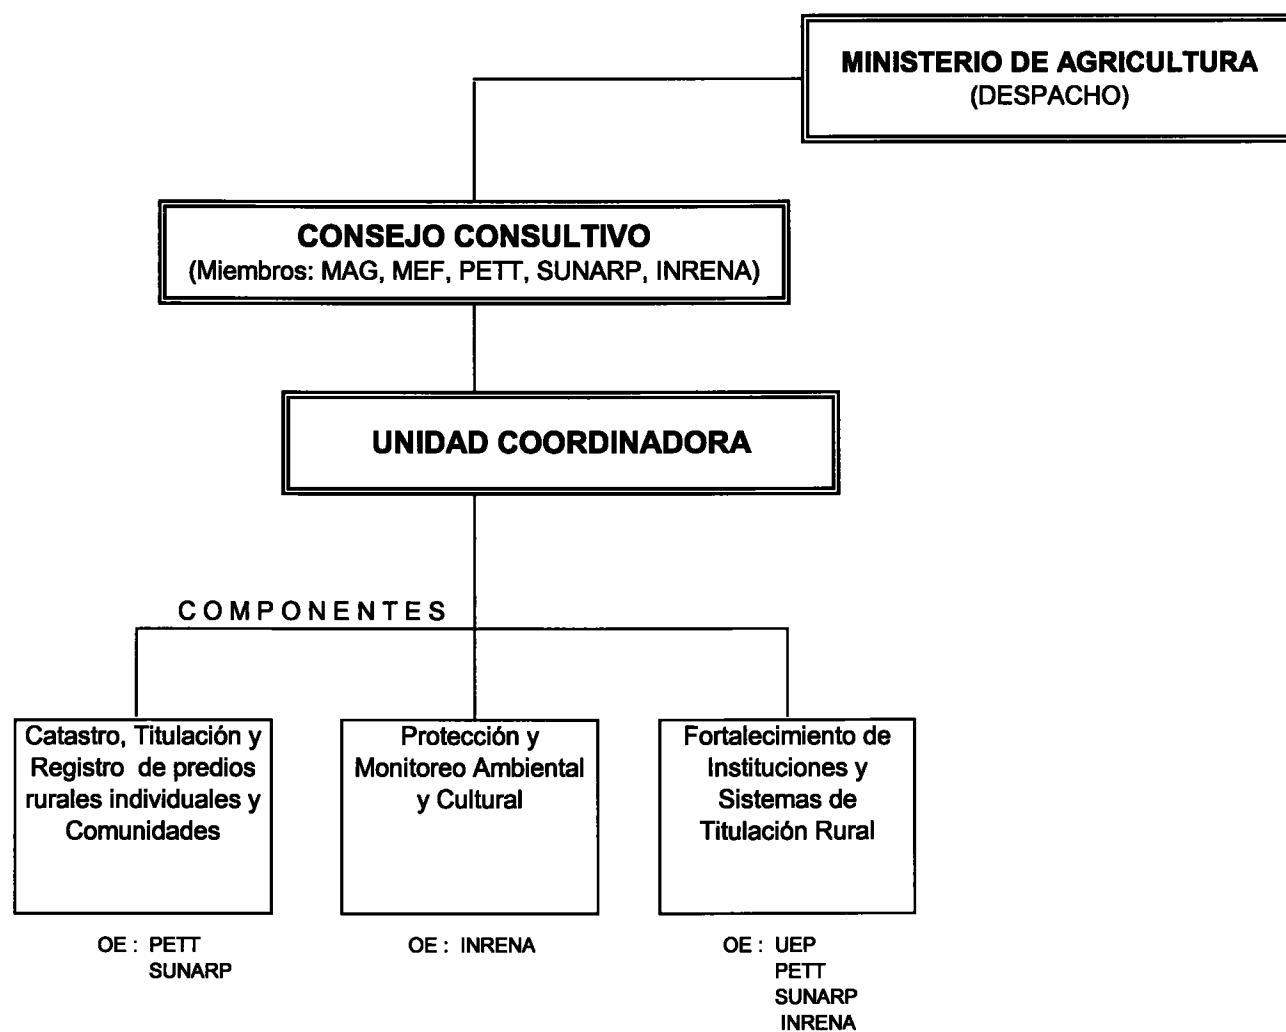 MINISTERIO DE AGRICULTURA
(DESPACHO)
CONSEJO CONSULTIVO
(Miembros: MAG, MEF, PETT, SUNARP, INRENA)
UNIDAD COORDINADORA
COMPONENTES
Catastro, Titulación y
Registro de predios
rurales individuales y
Comunidades
OE : PETT
SUNARP
Protección y
Monitoreo Ambiental
y Cultural
OE : INRENA
Fortalecimiento de
Instituciones y
Sistemas de
Titulación Rural
OE : UEP
PETT
SUNARP
INRENA